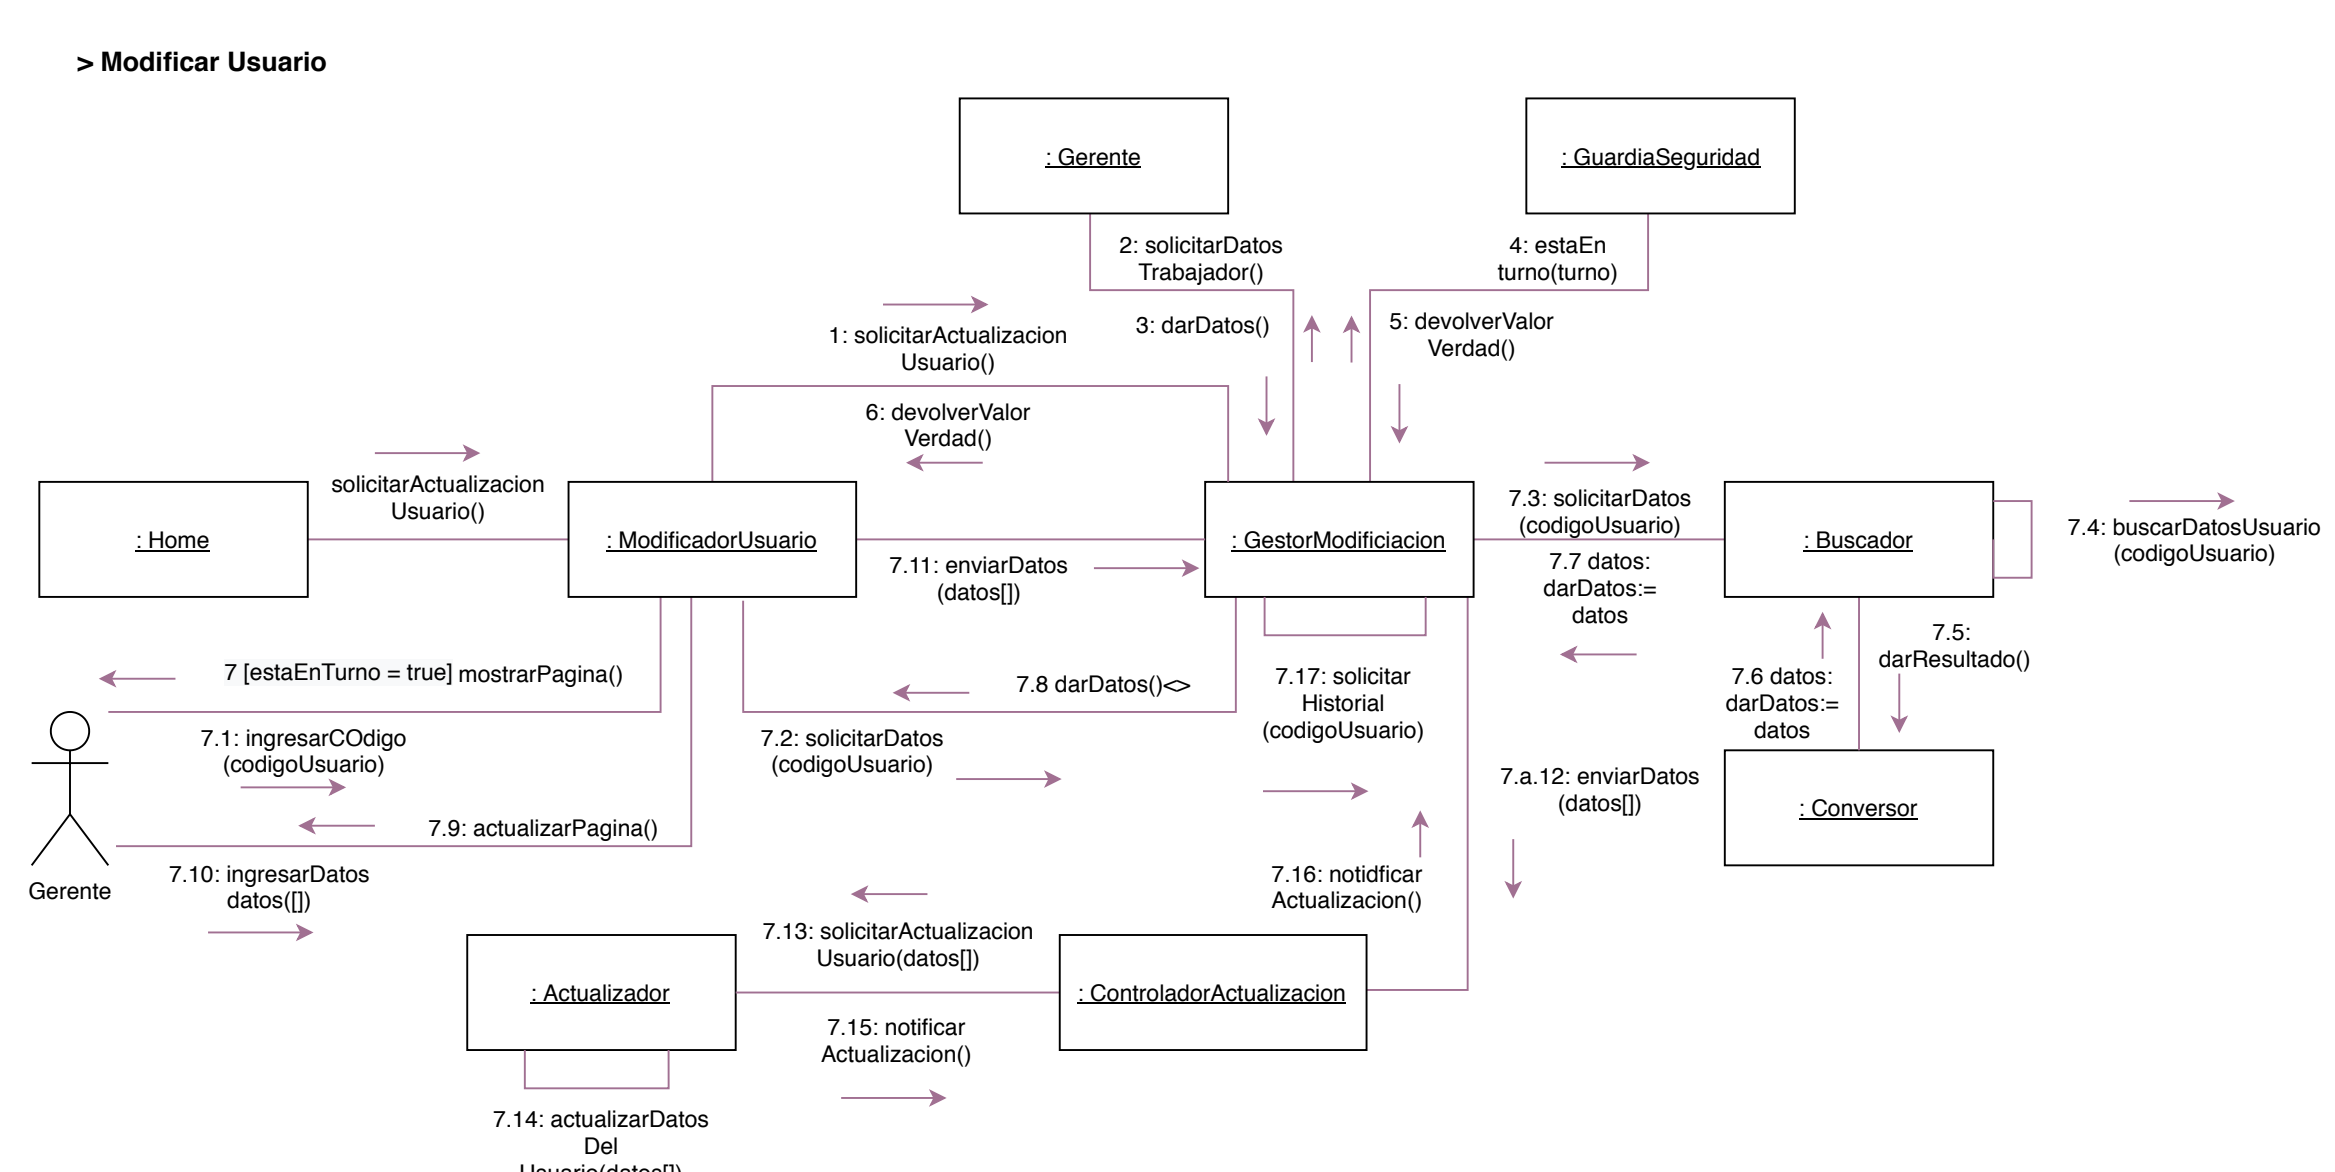 > Modificar Usuario
: Gerente
: GuardiaSeguridad
2: solicitarDatos
Trabajador()
4: estaEn
turno(turno)
3: darDatos()
5: devolverValor
Verdad()
1: solicitarActualizacion
Usuario()
6: devolverValor
Verdad()
solicitarActualizacion
Usuario()
: Home
: ModificadorUsuario
: GestorModificiacion
7.3: solicitarDatos
(codigoUsuario)
: Buscador
7.4: buscarDatosUsuario
(codigoUsuario)
7.11: enviarDatos
(datos[])
7.7 datos:
darDatos:=
datos
7.5:
darResultado()
7 [estaEnTurno = true] mostrarPagina()
7.8 darDatos()<>
7.17: solicitar
Historial
(codigoUsuario)
7.6 datos:
darDatos:=
datos
7.1: ingresarCOdigo
(codigoUsuario)
7.2: solicitarDatos
(codigoUsuario)
7.a.12: enviarDatos
(datos[])
: Conversor
7.9: actualizarPagina()
Gerente
7.10: ingresarDatos
datos([])
7.16: notidficar
Actualizacion()
7.13: solicitarActualizacion
Usuario(datos[])
: Actualizador
: ControladorActualizacion
7.15: notificar
Actualizacion()
7.14: actualizarDatos
Del
Usuario(datos[])